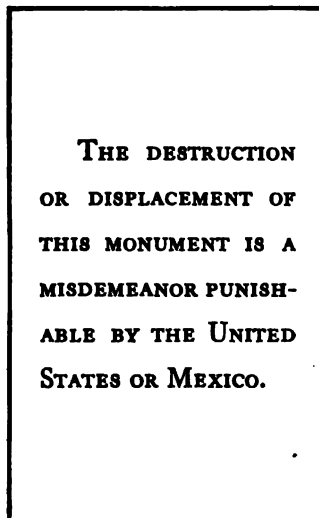 THE DESTRUCTION
OR DISPLACEMENT OF
THIS MONUMENT IS A
MISDEMEANOR PUNISH-
ABLE BY THE UNITED
STATES OR MEXICO.